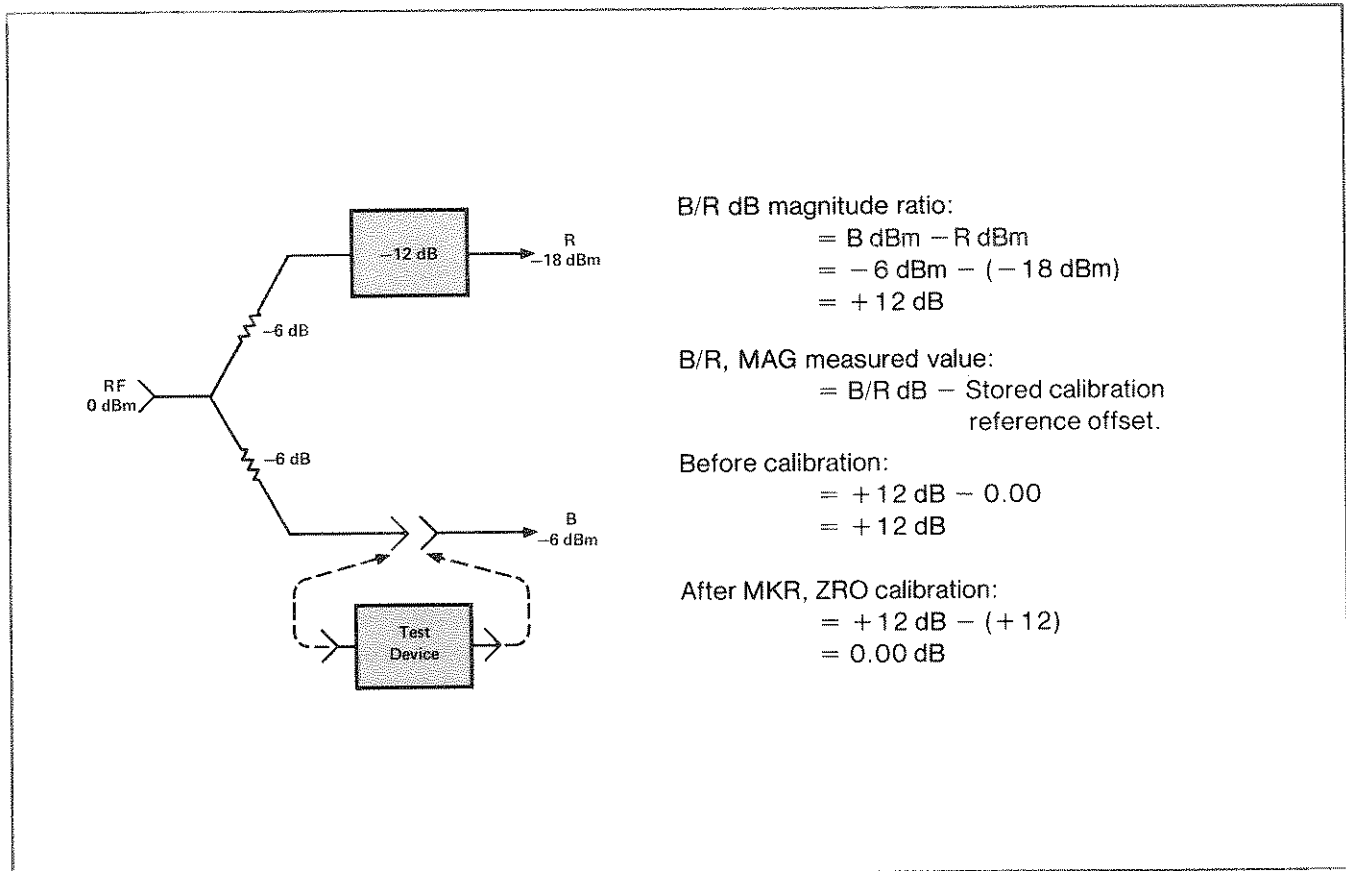 −12 dB
R
−18 dBm
−6 dB
RF
0 dBm
−6 dB
B
−6 dBm
Test
Device
B/R dB magnitude ratio:
= B dBm − R dBm
= −6 dBm − (−18 dBm)
= +12 dB
B/R, MAG measured value:
= B/R dB − Stored calibration
reference offset.
Before calibration:
= +12 dB − 0.00
= +12 dB
After MKR, ZRO calibration:
= +12 dB − (+12)
= 0.00 dB